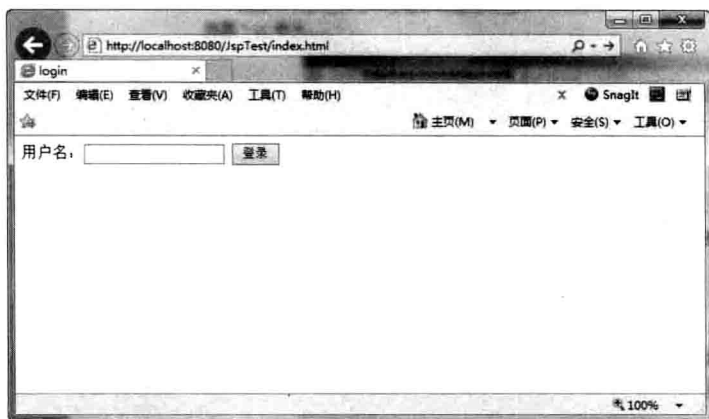 http://localhost:8080/JspTest/index.html
login
文件(F) 编辑(E) 查看(V) 收藏夹(A) 工具(T) 帮助(H) x SnagIt
主页(M) 页面(P) 安全(S) 工具(O)
用户名： 登录
100%